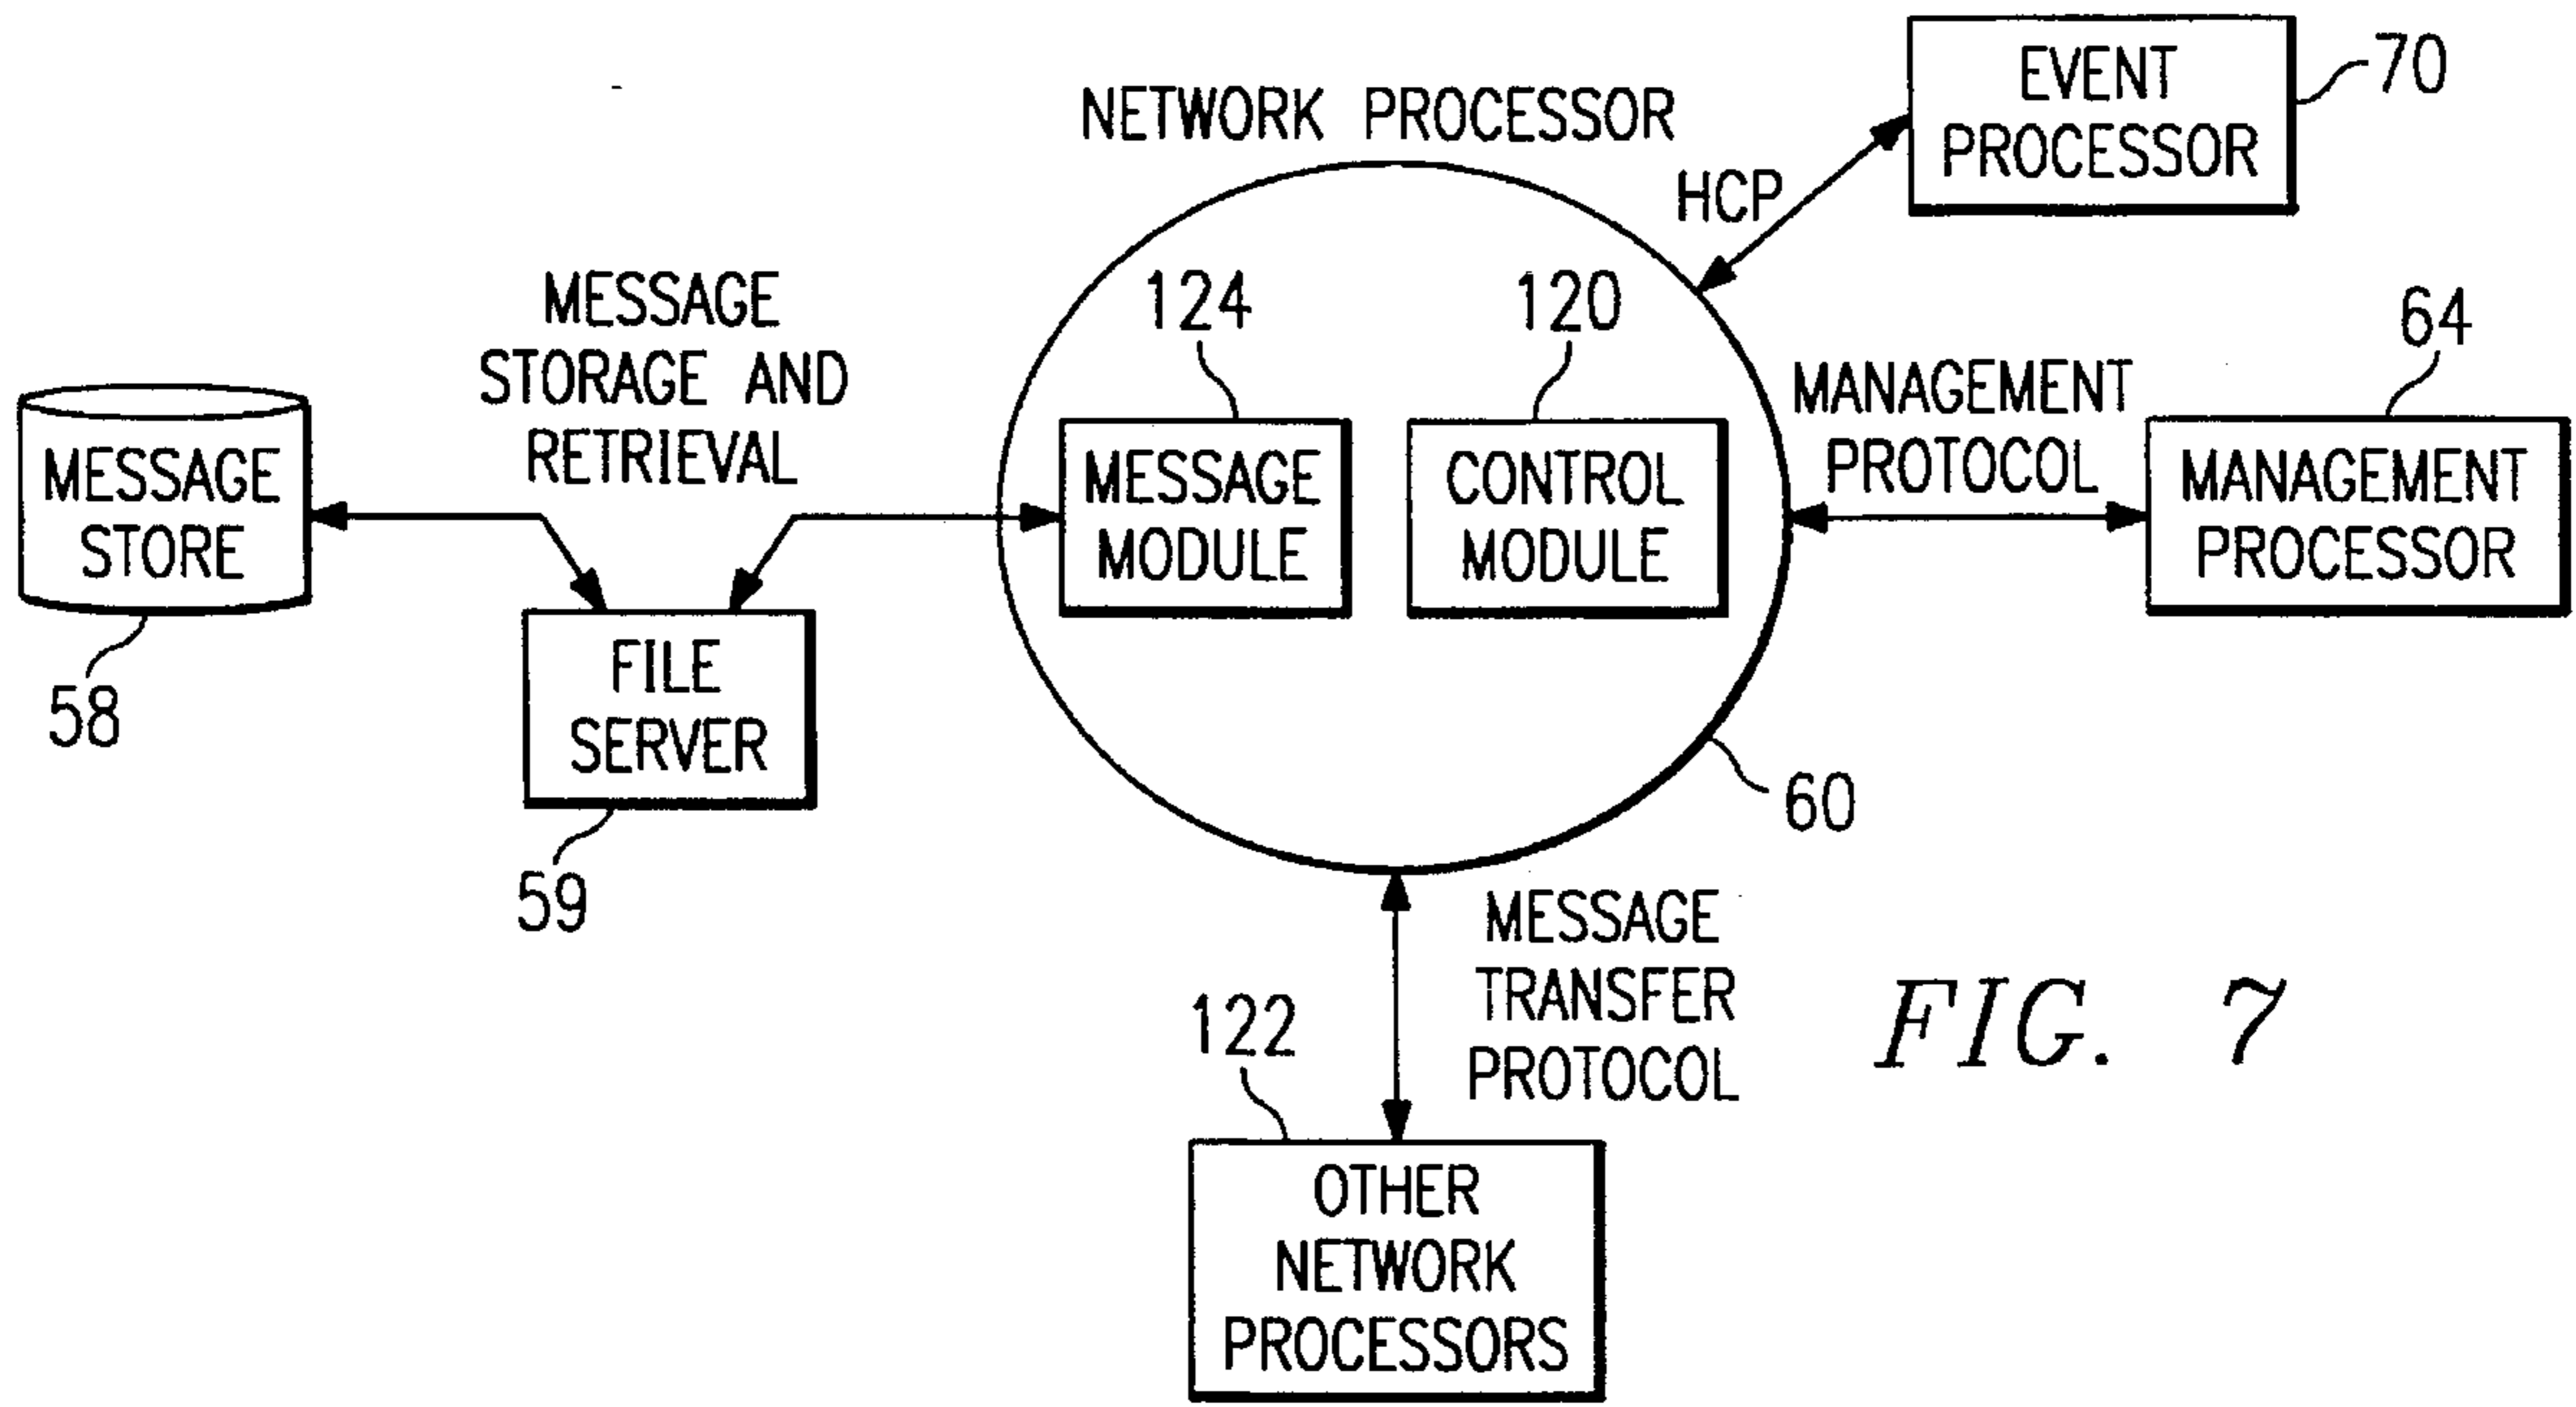 NETWORK PROCESSOR
EVENT
PROCESSOR
70
HCP
MESSAGE
STORAGE AND
RETRIEVAL
124
120
64
MANAGEMENT
PROTOCOL
MESSAGE
STORE
MESSAGE
MODULE
CONTROL
MODULE
MANAGEMENT
PROCESSOR
58
FILE
SERVER
59
60
MESSAGE
TRANSFER
PROTOCOL
122
OTHER
NETWORK
PROCESSORS
FIG. 7